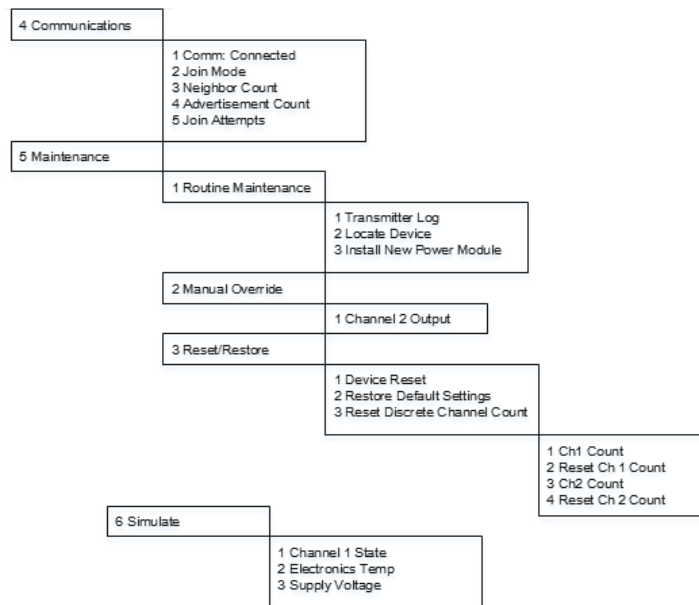 4 Communications
1 Comm: Connected
2 Join Mode
3 Neighbor Count
4 Advertisement Count
5 Join Attempts
5 Maintenance
1 Routine Maintenance
1 Transmitter Log
2 Locate Device
3 Install New Power Module
2 Manual Override
1 Channel 2 Output
3 Reset/Restore
1 Device Reset
2 Restore Default Settings
3 Reset Discrete Channel Count
1 Ch1 Count
2 Reset Ch 1 Count
3 Ch2 Count
4 Reset Ch 2 Count
6 Simulate
1 Channel 1 State
2 Electronics Temp
3 Supply Voltage